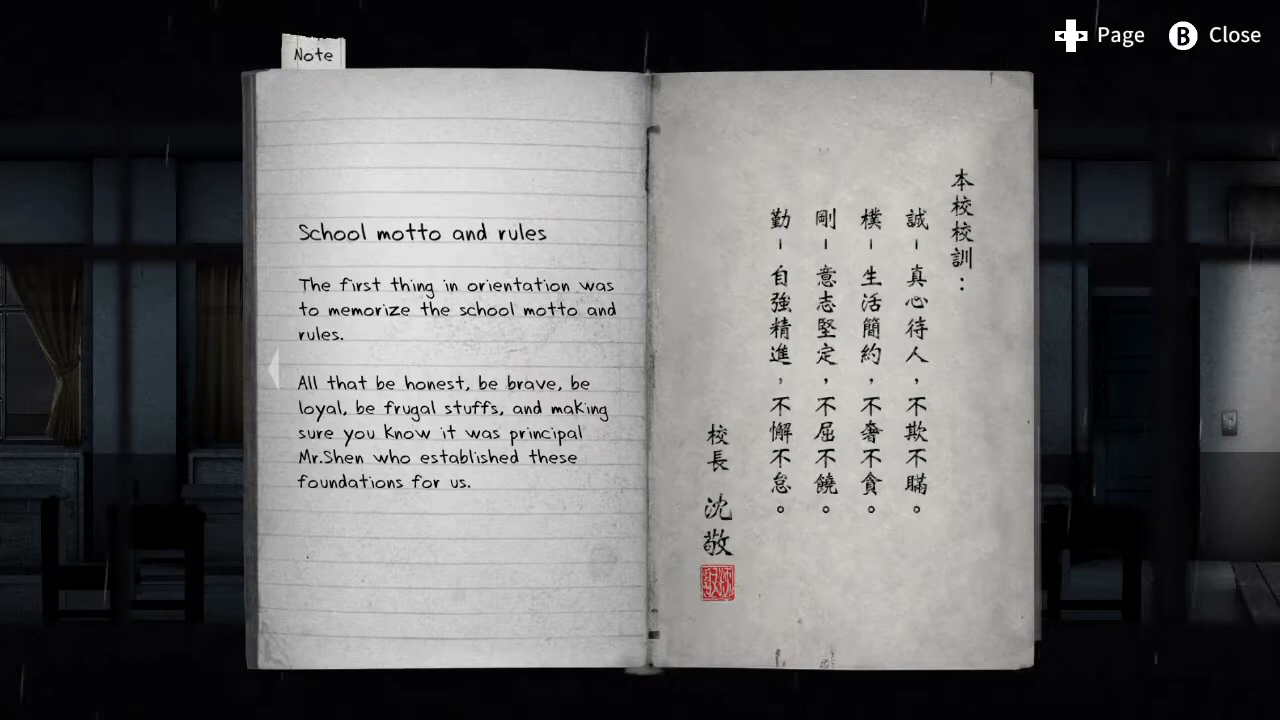 Note
Page
B
Close
School motto and rules
The first thing in orientation was
to memorize the school motto and
rules.
All that be honest, be brave, be
loyal, be frugal stuffs, and making
sure you know it was principal
Mr.Shen who established these
foundations for us.
本校校訓：
誠－真心待人，不欺不瞞。
樸－生活簡約，不奢不貪。
剛－意志堅定，不屈不饒。
勤－自強精進，不懈不怠。
校長 沈敬